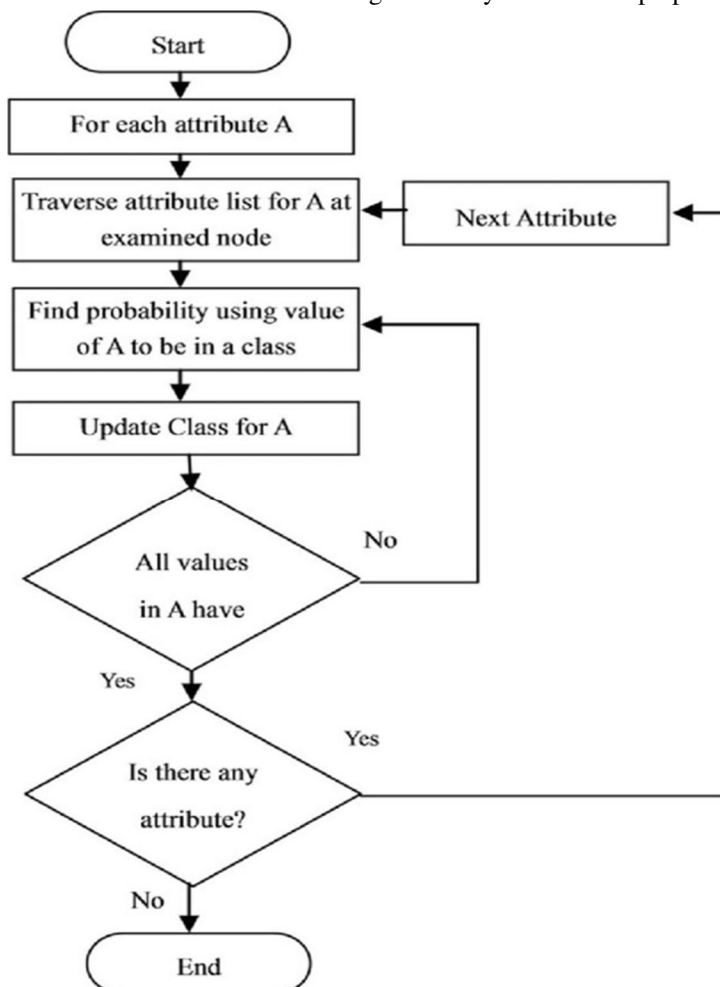 Start
For each attribute A
Traverse attribute list for A at
examined node
Next Attribute
Find probability using value
of A to be in a class
Update Class for A
All values
in A have
No
Yes
Is there any
attribute?
Yes
No
End